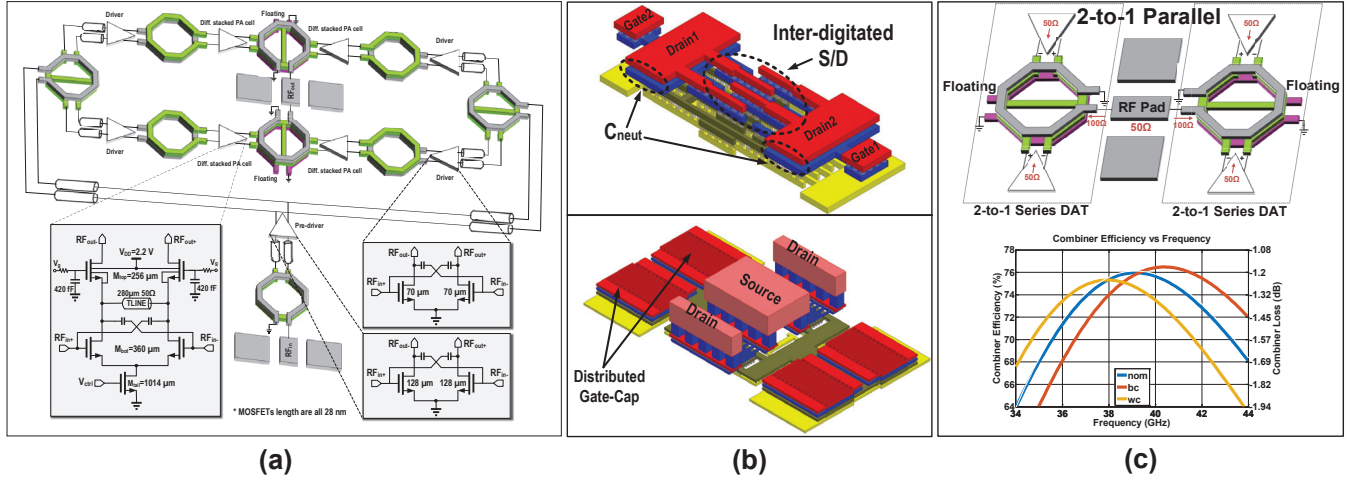 Driver
Diff. stacked PA cell
Floating
Diff. stacked PA cell
Driver
RFout
Driver
Diff. stacked PA cell
Floating
Diff. stacked PA cell
Driver
Pre-driver
RFin
RFout-
RFout+
VDD=2.2 V
VS
VS
Mtop=256 µm
420 fF
420 fF
280µm 50Ω
TLINE
RFin+
RFin-
Mbot=360 µm
Vctrl
Mtail=1014 µm
RFout-
RFout+
RFin+
RFin-
70 µm
70 µm
RFout-
RFout+
RFin+
RFin-
128 µm
128 µm
* MOSFETs length are all 28 nm
(a)
Gate2
Drain1
Inter-digitated
S/D
Cneut
Drain2
Gate1
Drain
Source
Drain
Distributed
Gate-Cap
(b)
2-to-1 Parallel
50Ω
50Ω
Floating
Floating
RF Pad
100Ω
50Ω
100Ω
50Ω
50Ω
2-to-1 Series DAT
2-to-1 Series DAT
Combiner Efficiency vs Frequency
Combiner Efficiency (%)
78
76
74
72
70
68
66
64
34
36
38
40
42
44
Frequency (GHz)
nom
bc
wc
-1.08
-1.2
-1.32
-1.45
-1.57
-1.69
-1.82
-1.94
Combiner Loss (dB)
(c)